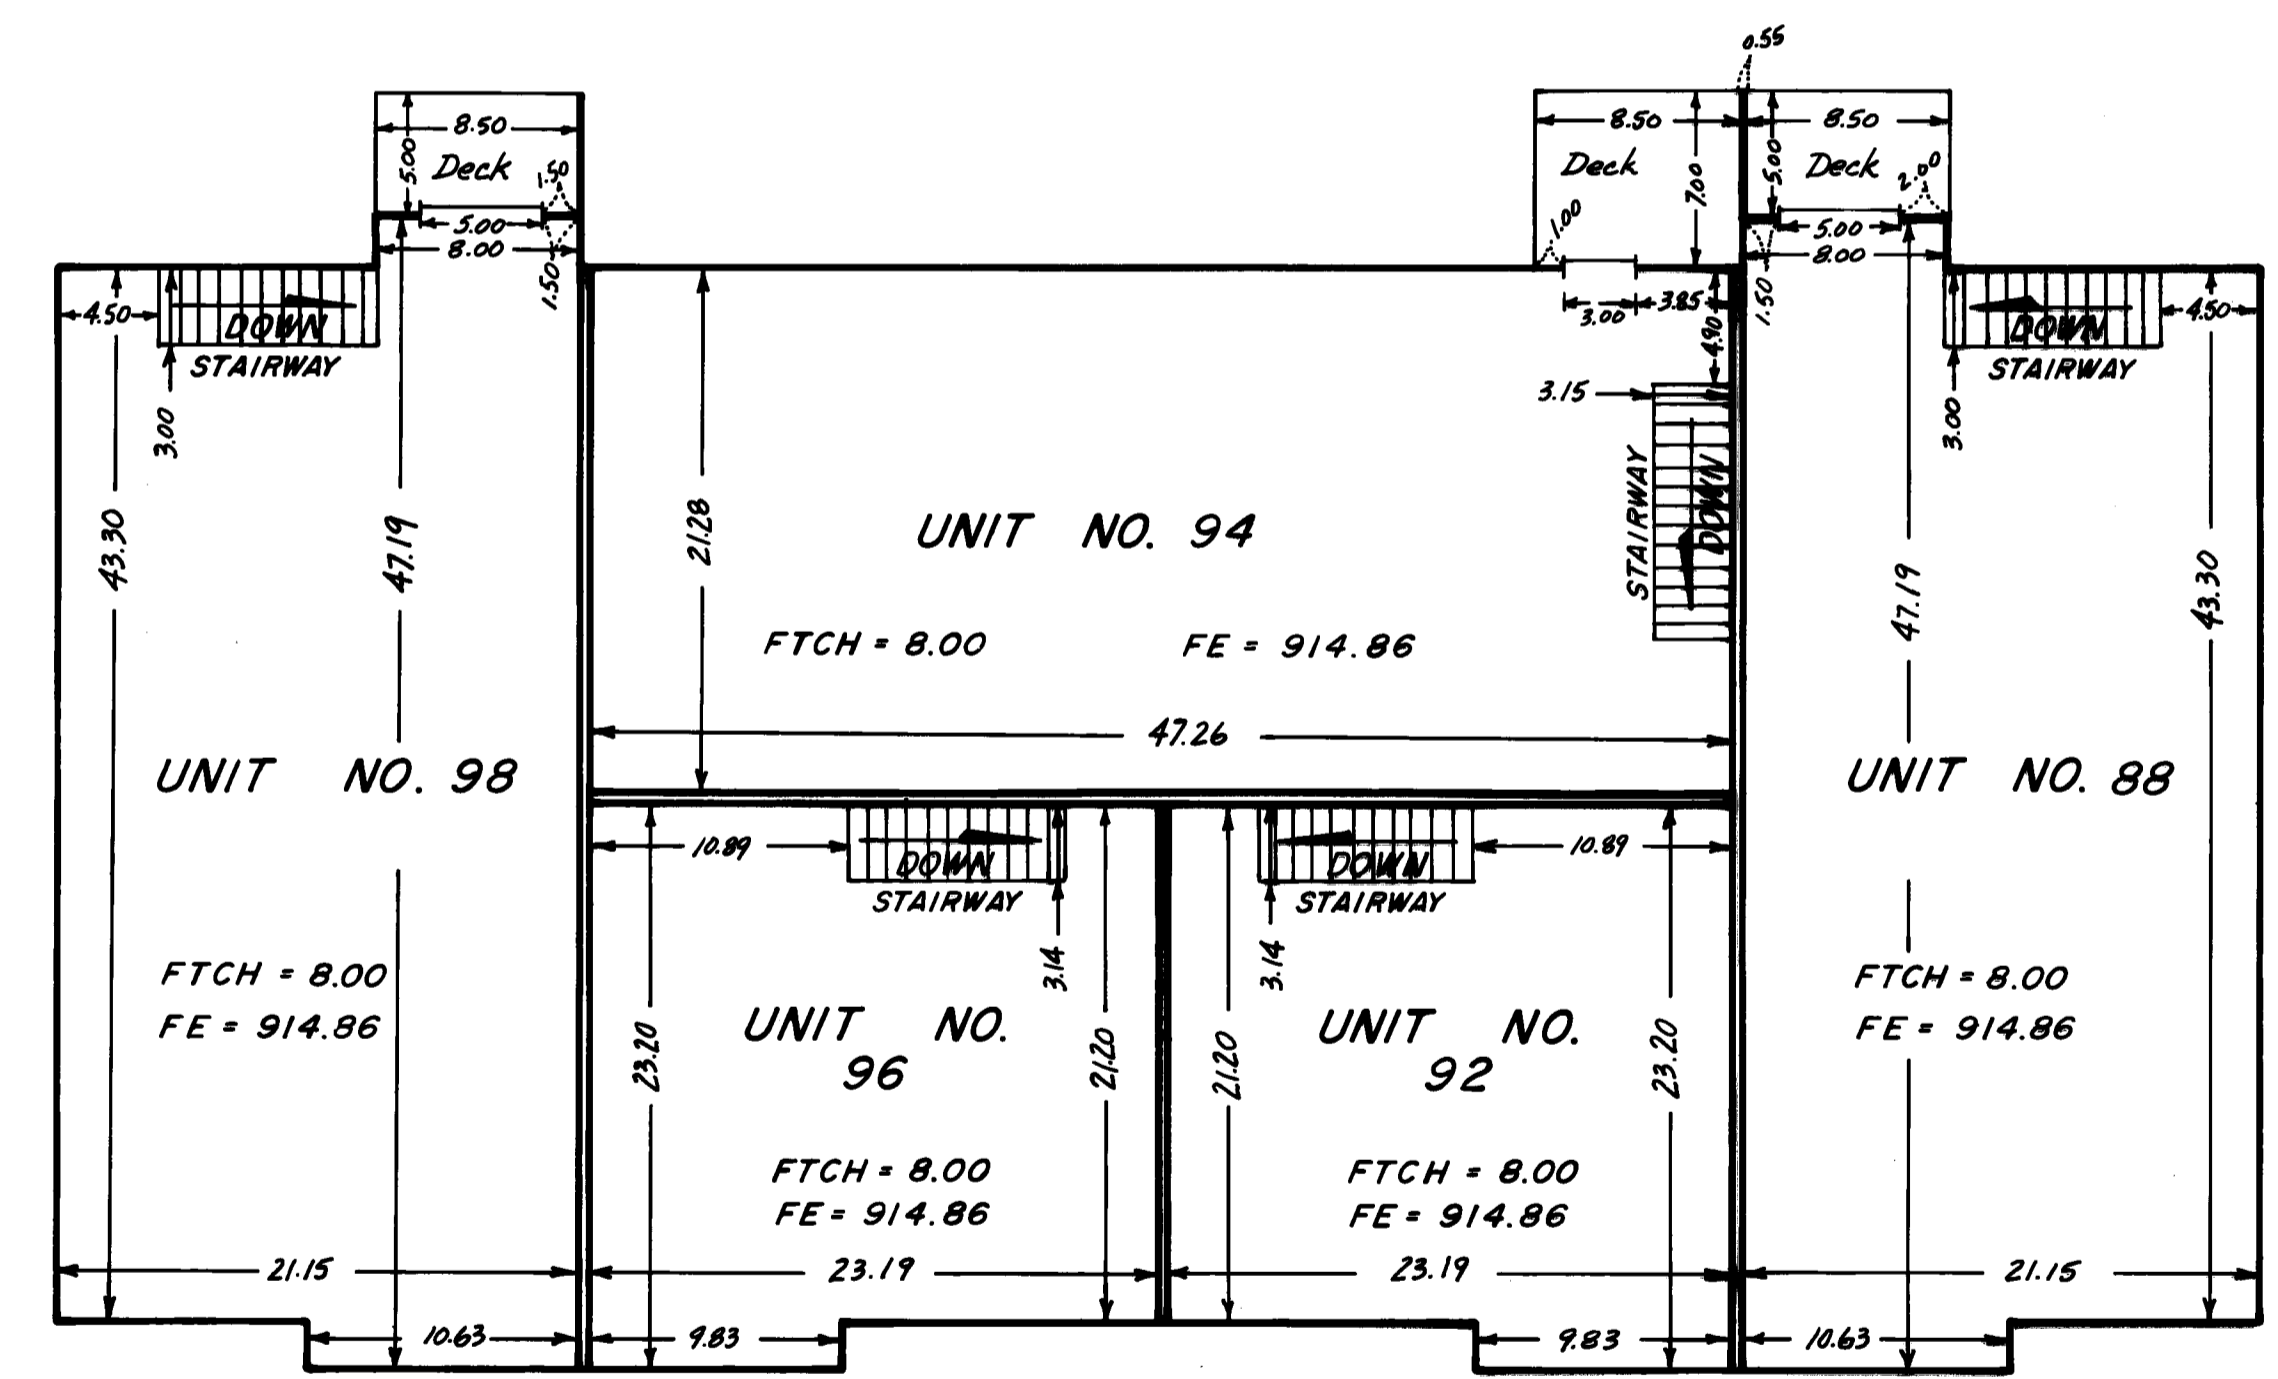 0.55
8.50
8.50
8.50
5.00
Deck
1.50
Deck
7.00
5.00
Deck
2.00
5.00
8.00
1.50
1.00
3.00
3.85
4.90
1.50
5.00
8.00
4.50
DOWN
STAIRWAY
3.00
3.15
STAIRWAY
DOWN
DOWN
4.50
STAIRWAY
3.00
43.30
47.19
21.28
UNIT NO. 94
47.19
43.30
FTCH = 8.00 FE = 914.86
47.26
UNIT NO. 98
UNIT NO. 88
10.89
DOWN
STAIRWAY
3.14
DOWN
STAIRWAY
3.14
10.89
FTCH = 8.00
FE = 914.86
23.20
UNIT NO.
96
21.20
21.20
UNIT NO.
92
23.20
FTCH = 8.00
FE = 914.86
FTCH = 8.00
FE = 914.86
FTCH = 8.00
FE = 914.86
21.15
23.19
23.19
21.15
10.63
9.83
9.83
10.63